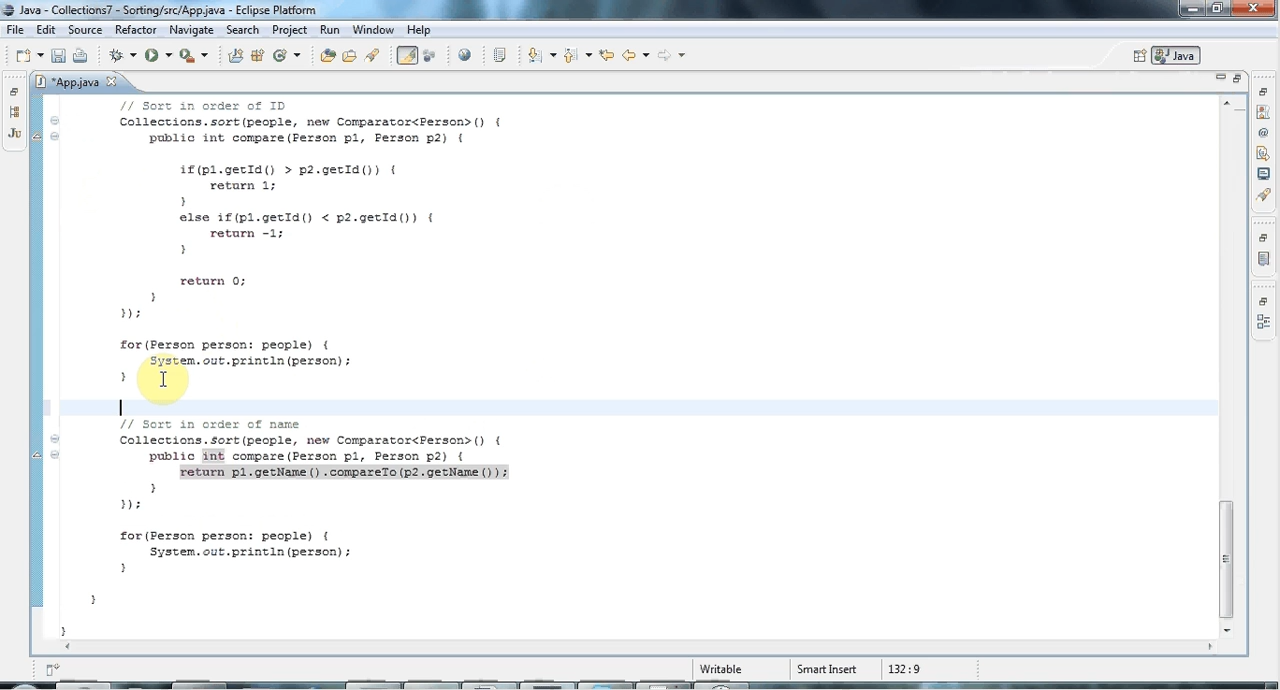 Java - Collections7 - Sorting/src/App.java - Eclipse Platform
File Edit Source Refactor Navigate Search Project Run Window Help
Java
*App.java
// Sort in order of ID
Collections.sort(people, new Comparator<Person>() {
public int compare(Person p1, Person p2) {
if(p1.getId() > p2.getId()) {
return 1;
}
else if(p1.getId() < p2.getId()) {
return -1;
}
return 0;
}
});
for(Person person: people) {
System.out.println(person);
}
// Sort in order of name
Collections.sort(people, new Comparator<Person>() {
public int compare(Person p1, Person p2) {
return p1.getName().compareTo(p2.getName());
}
});
for(Person person: people) {
System.out.println(person);
}
}
}
Writable Smart Insert 132 : 9